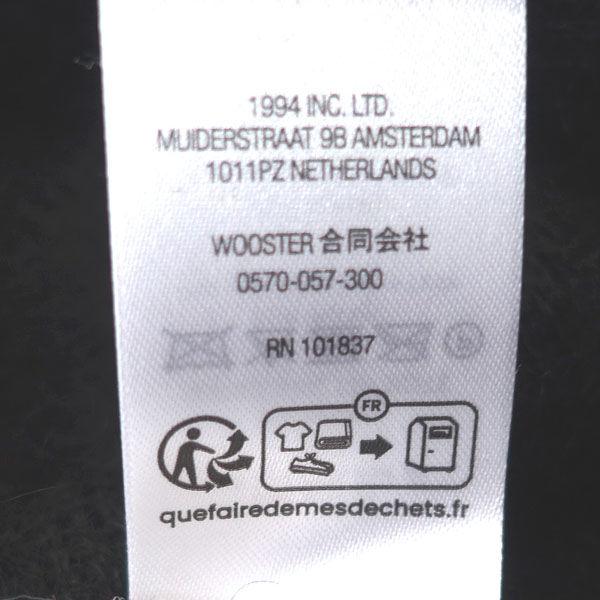 1994 INC. LTD.
MUIDERSTRAAT 9B AMSTERDAM
1011PZ NETHERLANDS
WOOSTER 合同会社
0570-057-300
RN 101837
FR
quefairedemesdechets.fr